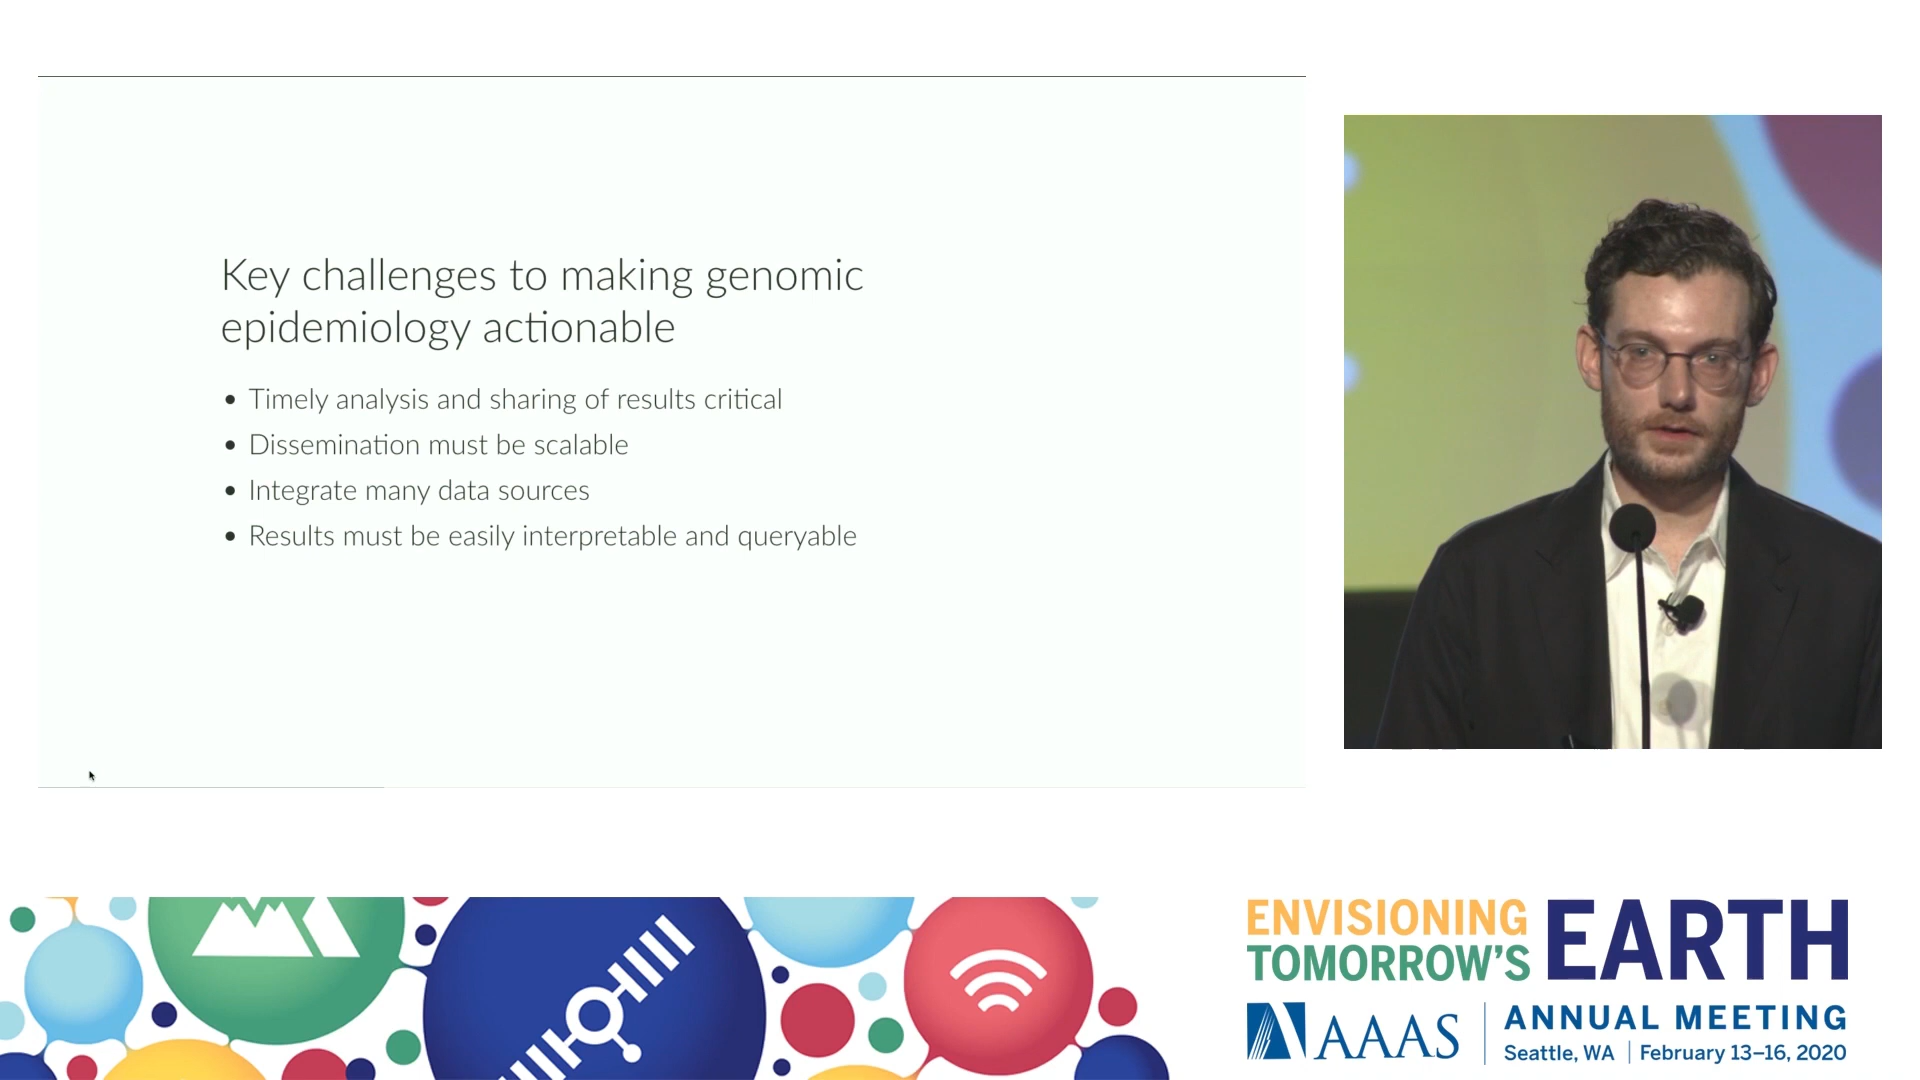 Key challenges to making genomic
epidemiology actionable
• Timely analysis and sharing of results critical
• Dissemination must be scalable
• Integrate many data sources
• Results must be easily interpretable and queryable
ENVISIONING
TOMORROW'S
EARTH
AAAS
ANNUAL MEETING
Seattle, WA | February 13–16, 2020